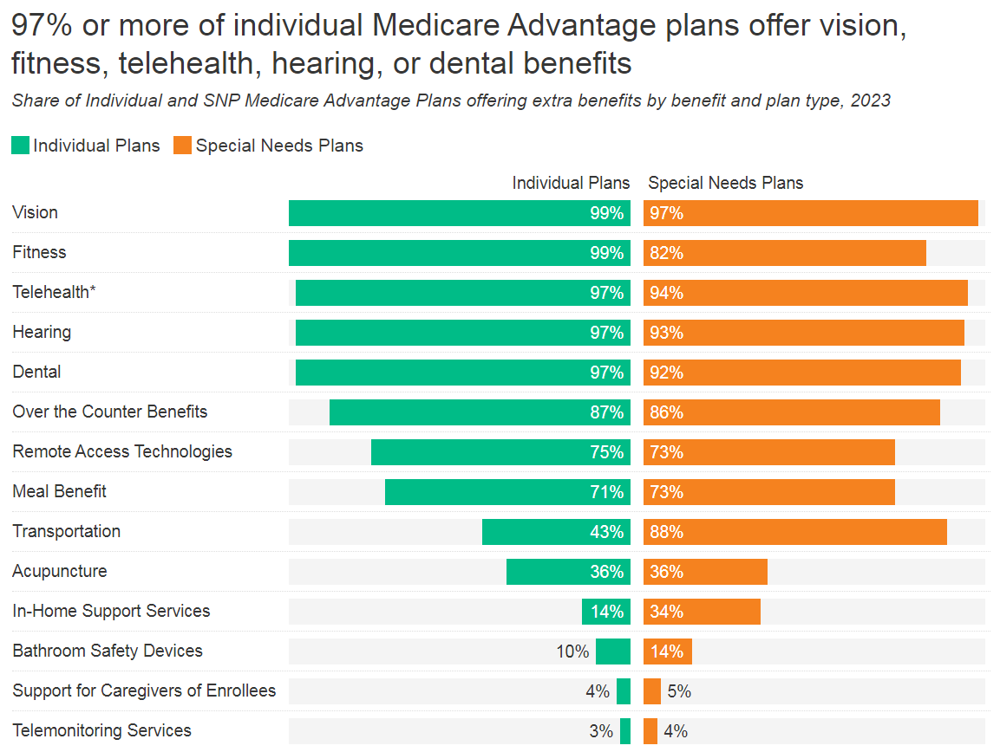 97% or more of individual Medicare Advantage plans offer vision,
fitness, telehealth, hearing, or dental benefits
Share of Individual and SNP Medicare Advantage Plans offering extra benefits by benefit and plan type, 2023
Individual Plans Special Needs Plans
Individual Plans Special Needs Plans
Vision 99% 97%
Fitness 99% 82%
Telehealth* 97% 94%
Hearing 97% 93%
Dental 97% 92%
Over the Counter Benefits 87% 86%
Remote Access Technologies 75% 73%
Meal Benefit 71% 73%
Transportation 43% 88%
Acupuncture 36% 36%
In-Home Support Services 14% 34%
Bathroom Safety Devices 10% 14%
Support for Caregivers of Enrollees 4% 5%
Telemonitoring Services 3% 4%